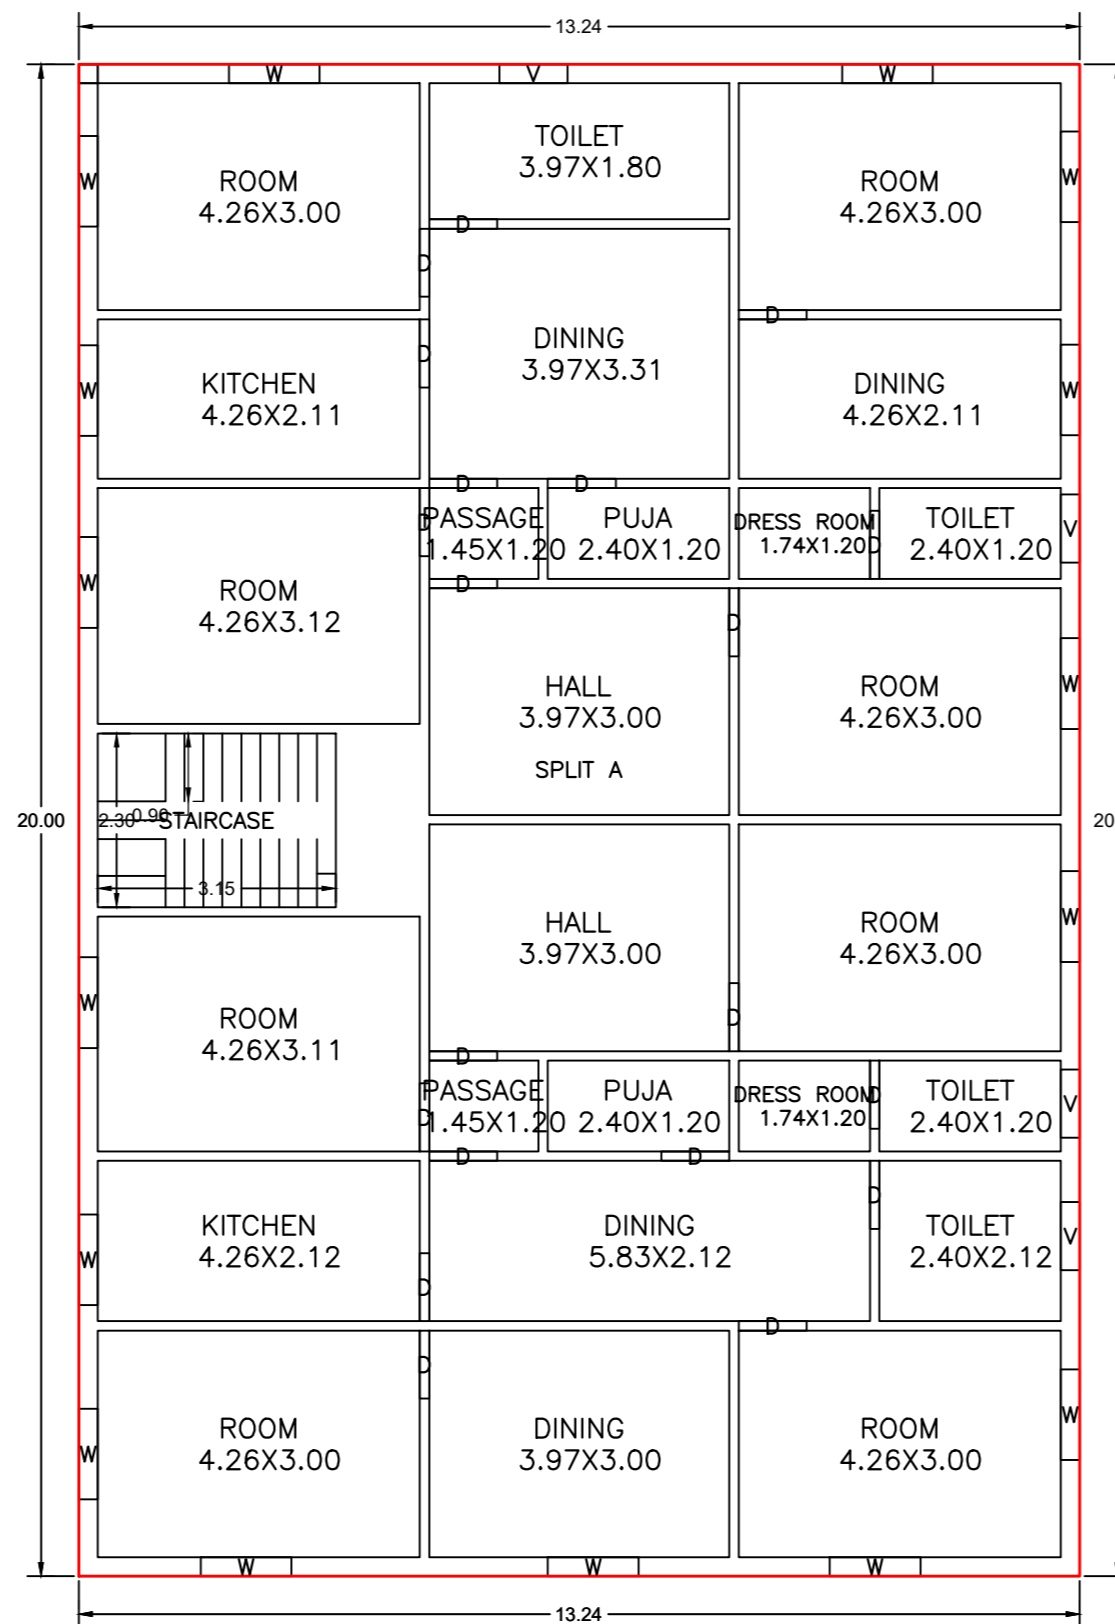 13.24
W
V
W
TOILET
3.97X1.80
W
ROOM
4.26X3.00
ROOM
4.26X3.00
W
D
D
D
DINING
3.97X3.31
D
W
KITCHEN
4.26X2.11
DINING
4.26X2.11
W
D
D
D
PASSAGE
1.45X1.20
PUJA
2.40X1.20
DRESS ROOM
1.74X1.20
D
TOILET
2.40X1.20
V
W
ROOM
4.26X3.12
D
D
HALL
3.97X3.00
SPLIT A
ROOM
4.26X3.00
W
20.00
2.30
0.90
STAIRCASE
3.15
20
HALL
3.97X3.00
ROOM
4.26X3.00
W
W
ROOM
4.26X3.11
D
D
D
PASSAGE
1.45X1.20
PUJA
2.40X1.20
DRESS ROOM
1.74X1.20
D
TOILET
2.40X1.20
V
D
D
D
W
KITCHEN
4.26X2.12
DINING
5.83X2.12
TOILET
2.40X2.12
V
D
D
D
W
ROOM
4.26X3.00
DINING
3.97X3.00
ROOM
4.26X3.00
W
W
W
W
13.24